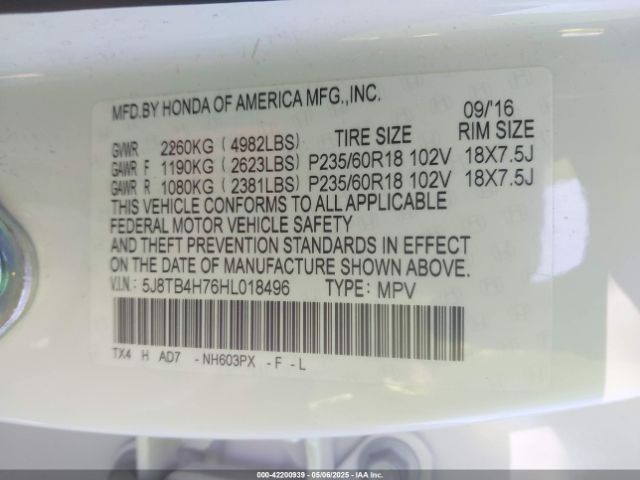 MFD.BY HONDA OF AMERICA MFG.,INC. 09/'16
GVWR 2260KG (4982LBS) TIRE SIZE RIM SIZE
GAWR F 1190KG (2623LBS) P235/60R18 102V 18X7.5J
GAWR R 1080KG (2381LBS) P235/60R18 102V 18X7.5J
THIS VEHICLE CONFORMS TO ALL APPLICABLE
FEDERAL MOTOR VEHICLE SAFETY
AND THEFT PREVENTION STANDARDS IN EFFECT
ON THE DATE OF MANUFACTURE SHOWN ABOVE.
V.I.N.: 5J8TB4H76HL018496 TYPE: MPV
TX4 H AD7 - NH603PX - F - L
000-42200939 - 05/06/2025 - IAA Inc.